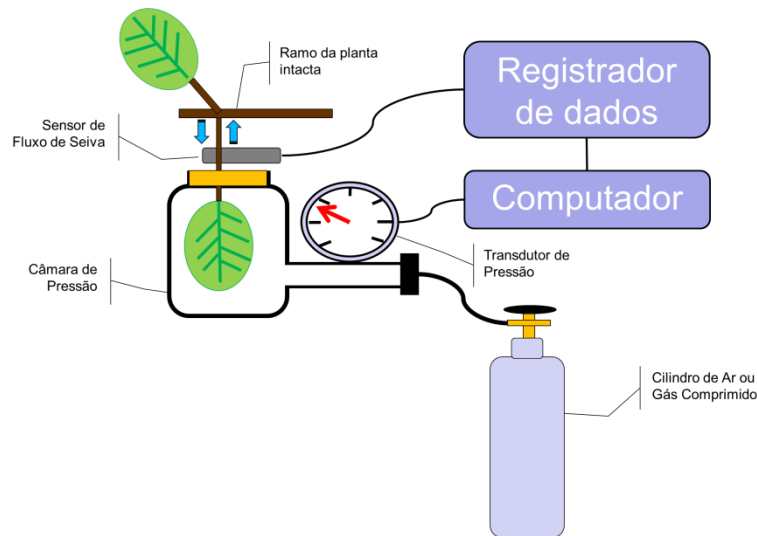 Ramo da planta
intacta
Registrador
de dados
Sensor de
Fluxo de Seiva
Computador
Câmara de
Pressão
Transdutor de
Pressão
Cilindro de Ar ou
Gás Comprimido